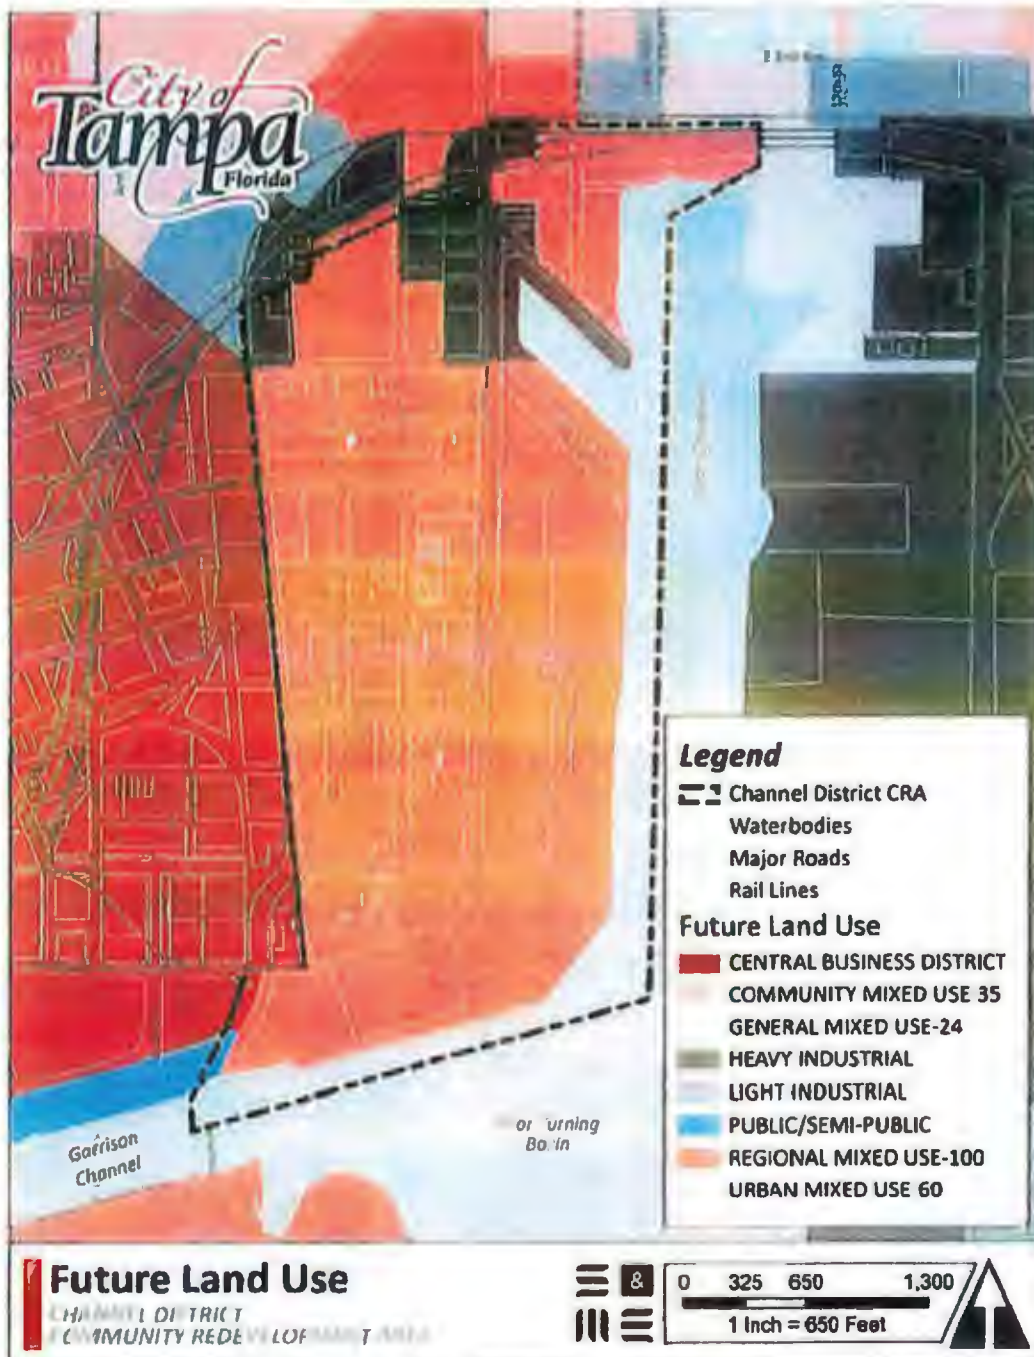 City of
Tampa
Florida
Garrison
Channel
Legend
Channel District CRA
Waterbodies
Major Roads
Rail Lines
Future Land Use
CENTRAL BUSINESS DISTRICT
COMMUNITY MIXED USE 35
GENERAL MIXED USE-24
HEAVY INDUSTRIAL
LIGHT INDUSTRIAL
PUBLIC/SEMI-PUBLIC
REGIONAL MIXED USE-100
URBAN MIXED USE 60
Future Land Use
&
0 325 650 1,300
1 Inch = 650 Feet